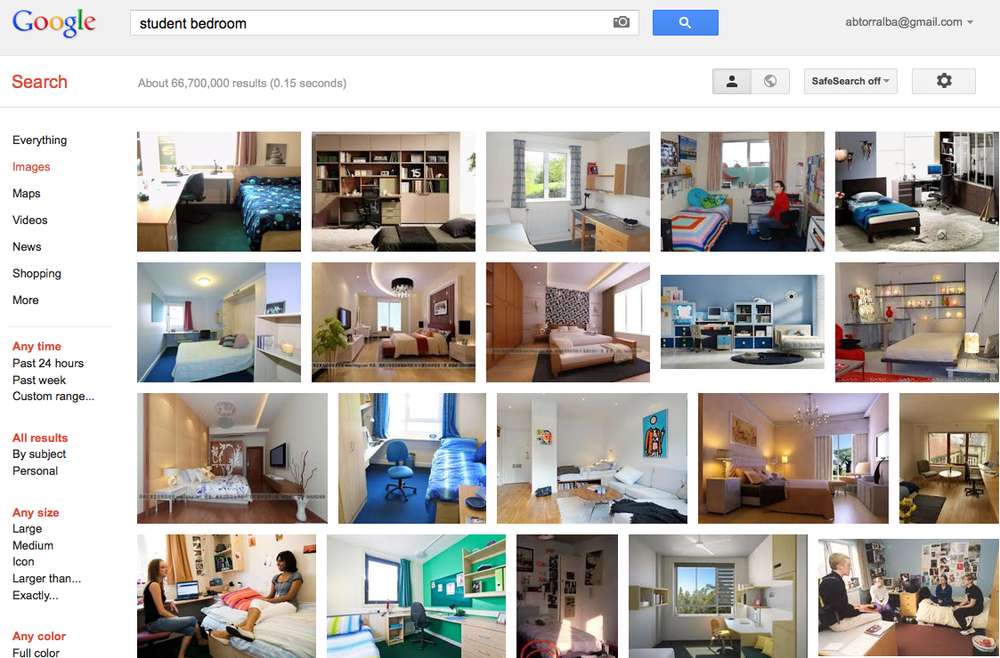 Google
student bedroom
abtorralba@gmail.com
Search
About 66,700,000 results (0.15 seconds)
SafeSearch off
Everything
Images
Maps
Videos
News
Shopping
More
Any time
Past 24 hours
Past week
Custom range...
All results
By subject
Personal
Any size
Large
Medium
Icon
Larger than...
Exactly...
Any color
Full color
15